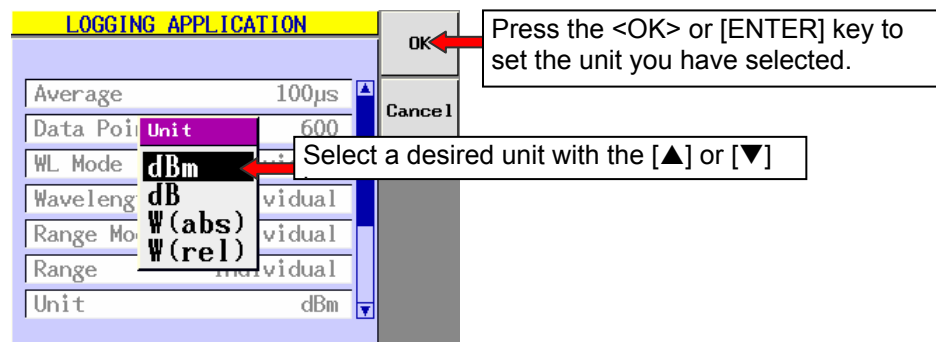 LOGGING APPLICATION
OK
Press the <OK> or [ENTER] key to
set the unit you have selected.
Average 100µs
Cancel
Data Poi 600
Unit
Select a desired unit with the [▲] or [▼]
WL Mode
dBm
Waveleng vidual
dB
Range Mo vidual
W(abs)
W(rel)
Range vidual
Unit dBm